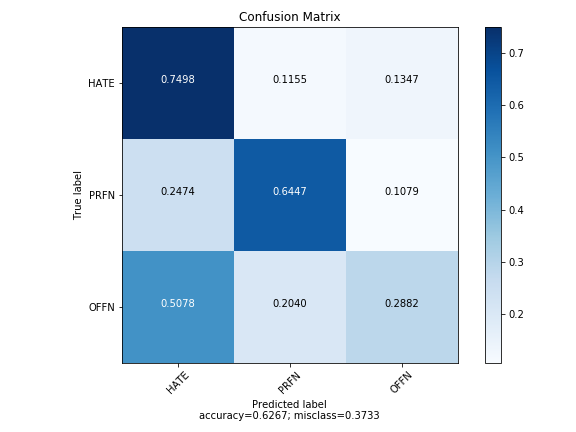 Confusion Matrix
HATE 0.7498 0.1155 0.1347
PRFN 0.2474 0.6447 0.1079
OFFN 0.5078 0.2040 0.2882
True label
HATE PRFN OFFN
Predicted label
accuracy=0.6267; misclass=0.3733
0.7
0.6
0.5
0.4
0.3
0.2